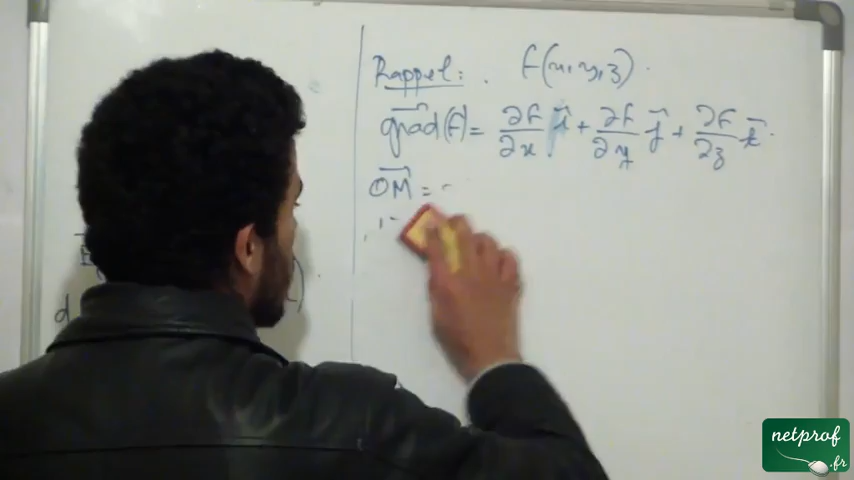 Rappel: . f(x,y,z).
grad(f) = ∂f/∂x i + ∂f/∂y j + ∂f/∂z k.
OM =
d
netprof
.fr